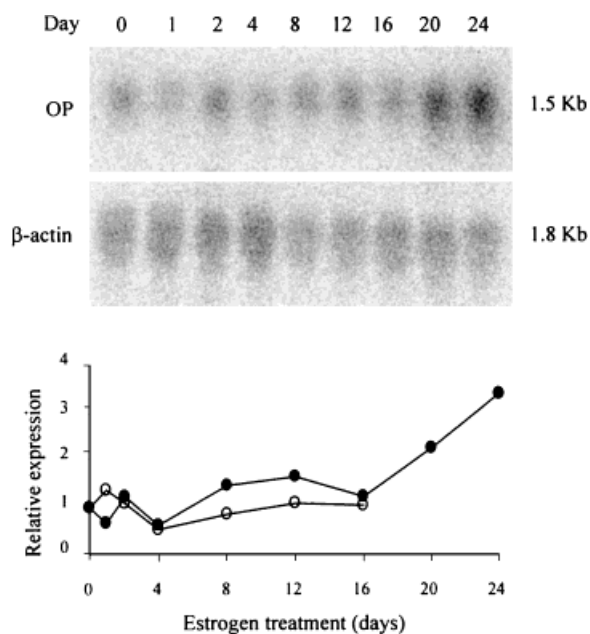 Day 0 1 2 4 8 12 16 20 24
OP 1.5 Kb
β-actin 1.8 Kb
4
3
2
1
0
Relative expression
0 4 8 12 16 20 24
Estrogen treatment (days)